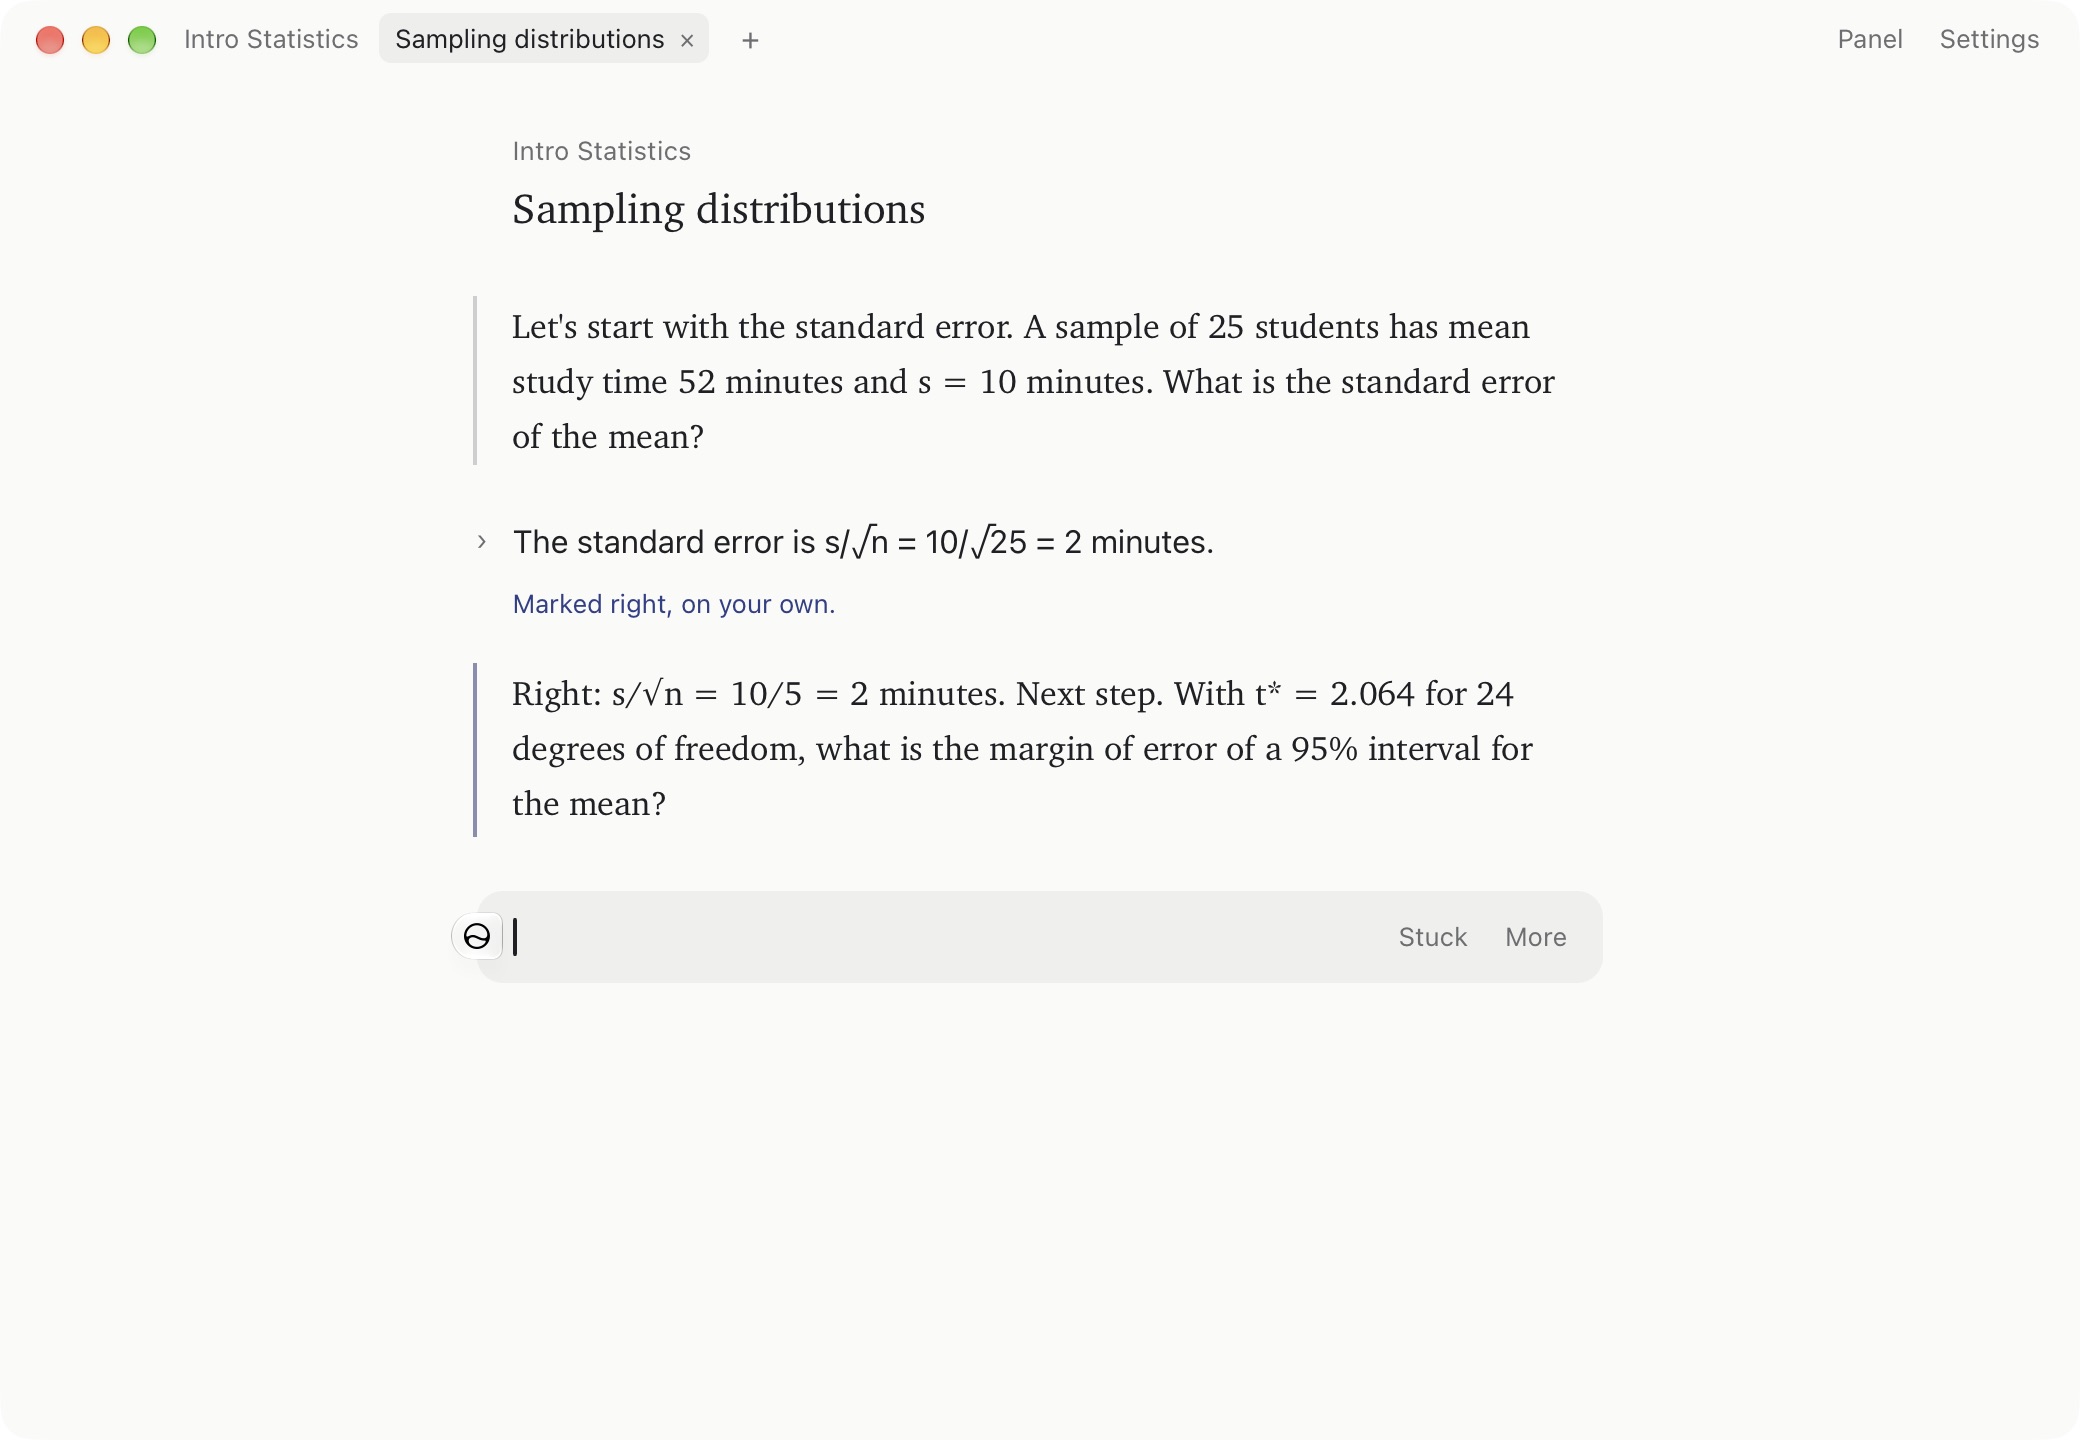 Intro Statistics
Sampling distributions ×
+
Panel
Settings
Intro Statistics
Sampling distributions
Let's start with the standard error. A sample of 25 students has mean
study time 52 minutes and s = 10 minutes. What is the standard error
of the mean?
› The standard error is s/√n = 10/√25 = 2 minutes.
Marked right, on your own.
Right: s/√n = 10/5 = 2 minutes. Next step. With t* = 2.064 for 24
degrees of freedom, what is the margin of error of a 95% interval for
the mean?
Stuck
More